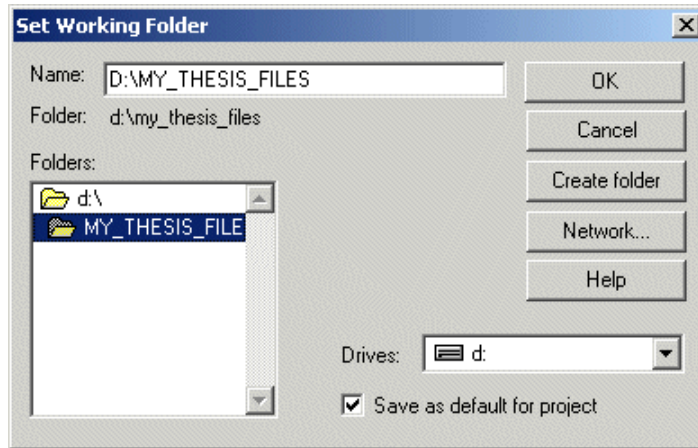 Set Working Folder
Name: D:\MY_THESIS_FILES
OK
Folder: d:\my_thesis_files
Cancel
Folders:
Create folder
d:\
MY_THESIS_FILE
Network...
Help
Drives: d:
Save as default for project